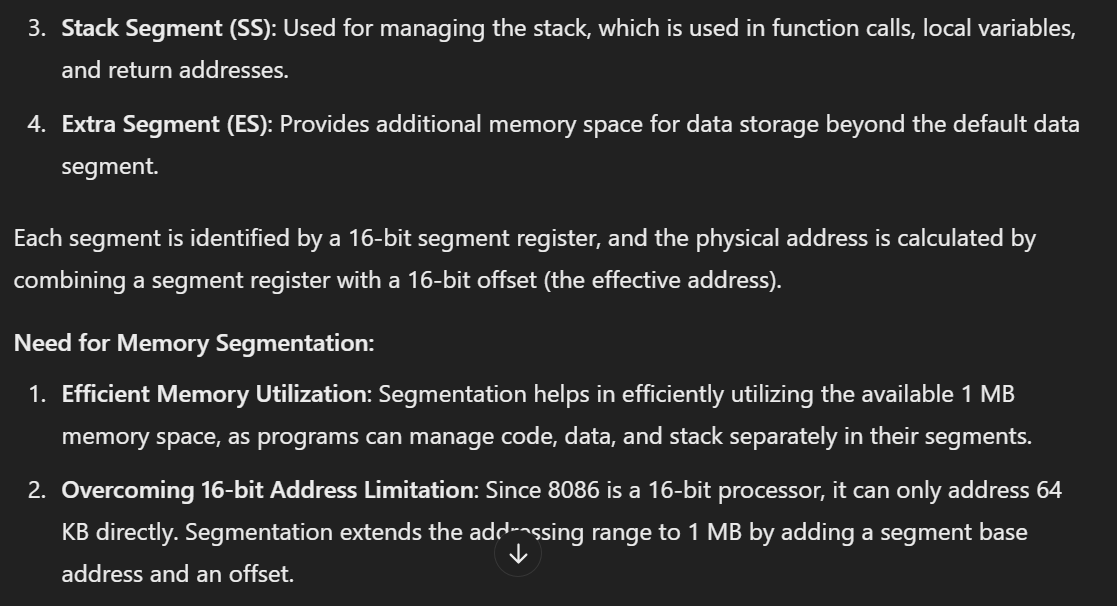 3. Stack Segment (SS): Used for managing the stack, which is used in function calls, local variables,
and return addresses.
4. Extra Segment (ES): Provides additional memory space for data storage beyond the default data
segment.
Each segment is identified by a 16-bit segment register, and the physical address is calculated by
combining a segment register with a 16-bit offset (the effective address).
Need for Memory Segmentation:
1. Efficient Memory Utilization: Segmentation helps in efficiently utilizing the available 1 MB
memory space, as programs can manage code, data, and stack separately in their segments.
2. Overcoming 16-bit Address Limitation: Since 8086 is a 16-bit processor, it can only address 64
KB directly. Segmentation extends the addressing range to 1 MB by adding a segment base
address and an offset.